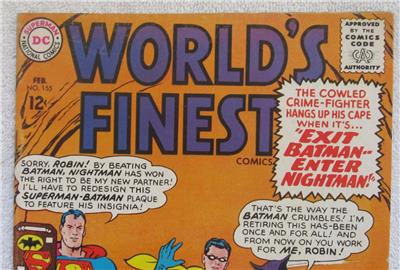 SUPERMAN
DC
NATIONAL COMICS
WORLD'S
FINEST
COMICS
FEB.
NO. 155
12¢
APPROVED
BY THE
COMICS
CODE
AUTHORITY
THE COWLED
CRIME-FIGHTER
HANGS UP HIS CAPE
WHEN IT'S...
"EXIT
BATMAN--
ENTER
NIGHTMAN!"
SORRY, ROBIN! BY BEATING
BATMAN, NIGHTMAN HAS WON
THE RIGHT TO BE MY NEW PARTNER!
I'LL HAVE TO REDESIGN THIS
SUPERMAN-BATMAN PLAQUE
TO FEATURE HIS INSIGNIA!
THAT'S THE WAY THE
BATMAN CRUMBLES! I'M
RETIRING THIS HAS-BEEN
ONCE AND FOR ALL! AND
FROM NOW ON YOU WORK
FOR ME, ROBIN!